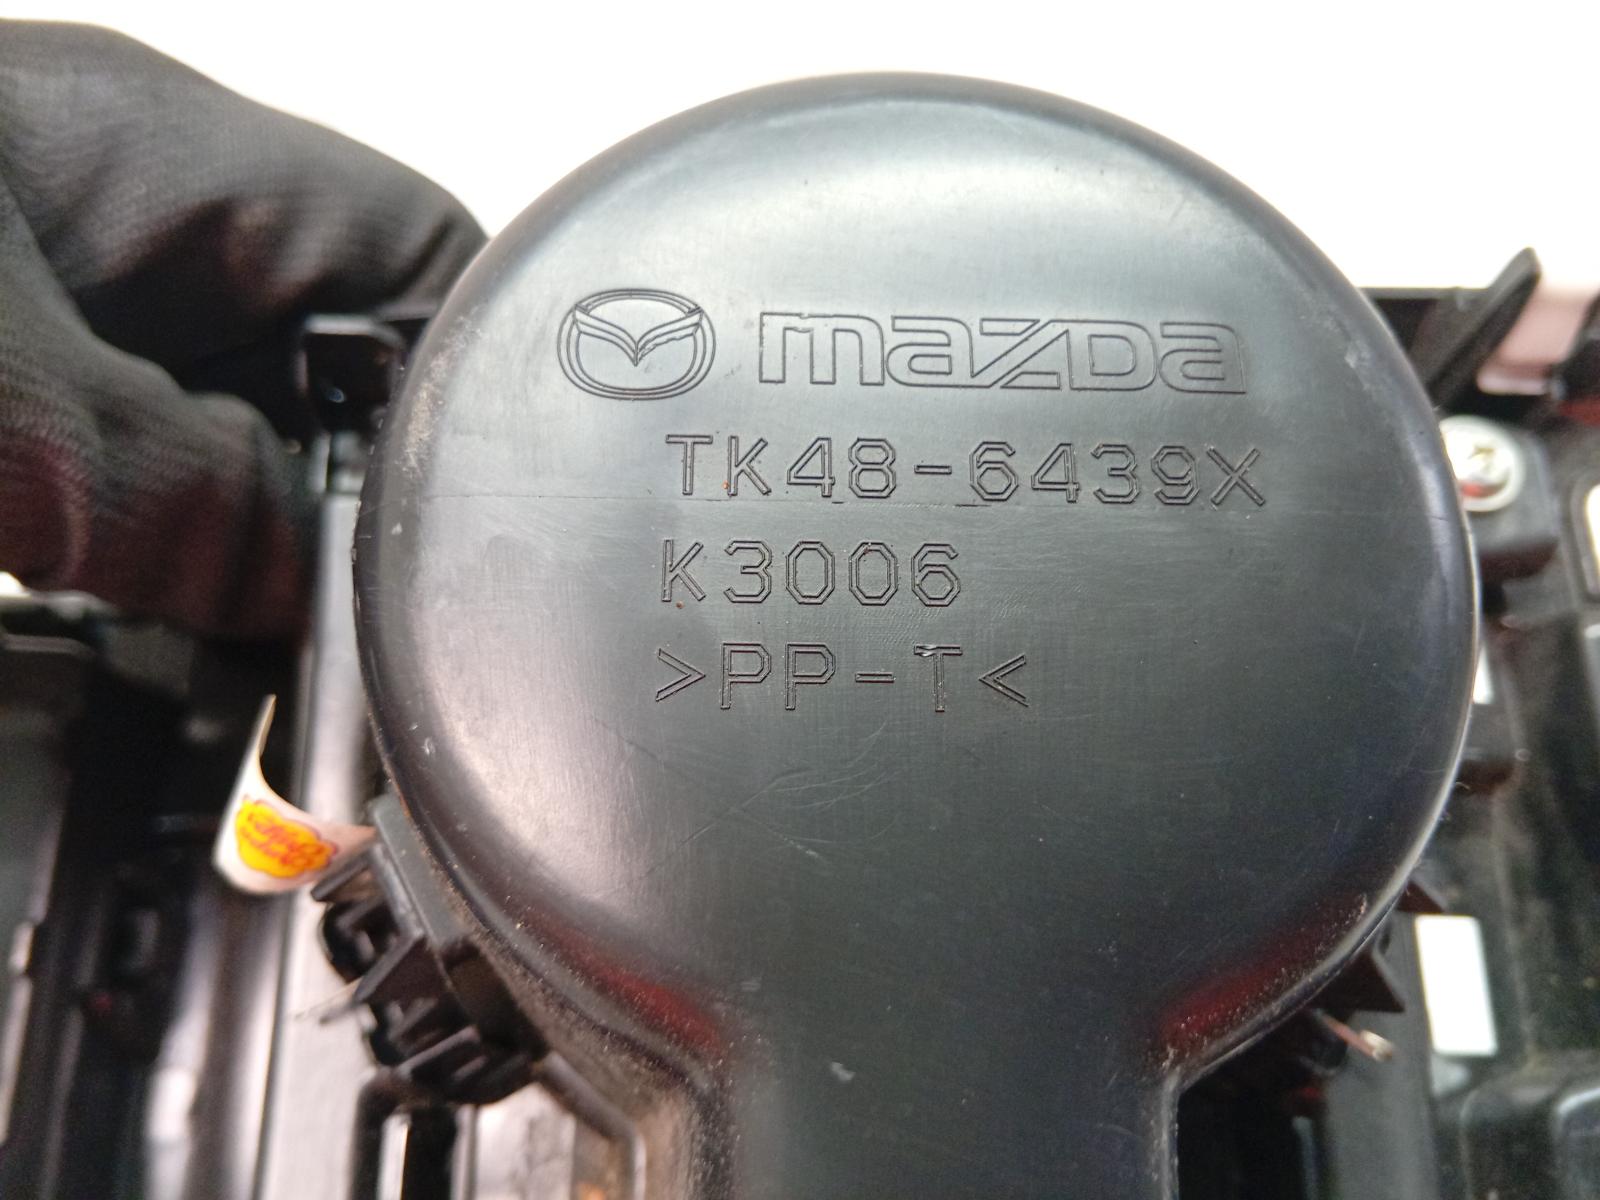 mazda
TK48-6439X
K3006
>PP-T<